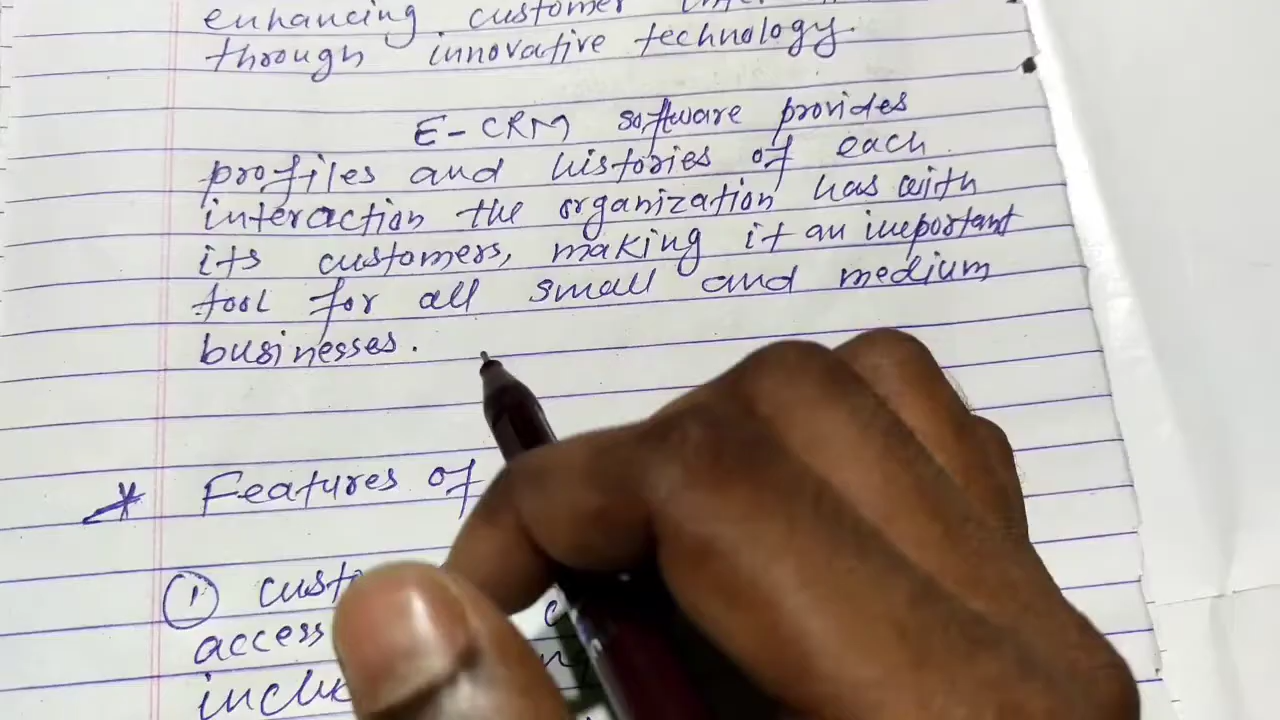 enhancing customer
through innovative technology.
E-CRM software provides
profiles and histories of each
interaction the organization has with
its customers, making it an important
tool for all small and medium
businesses.
* Features of
① custo
access
inclu